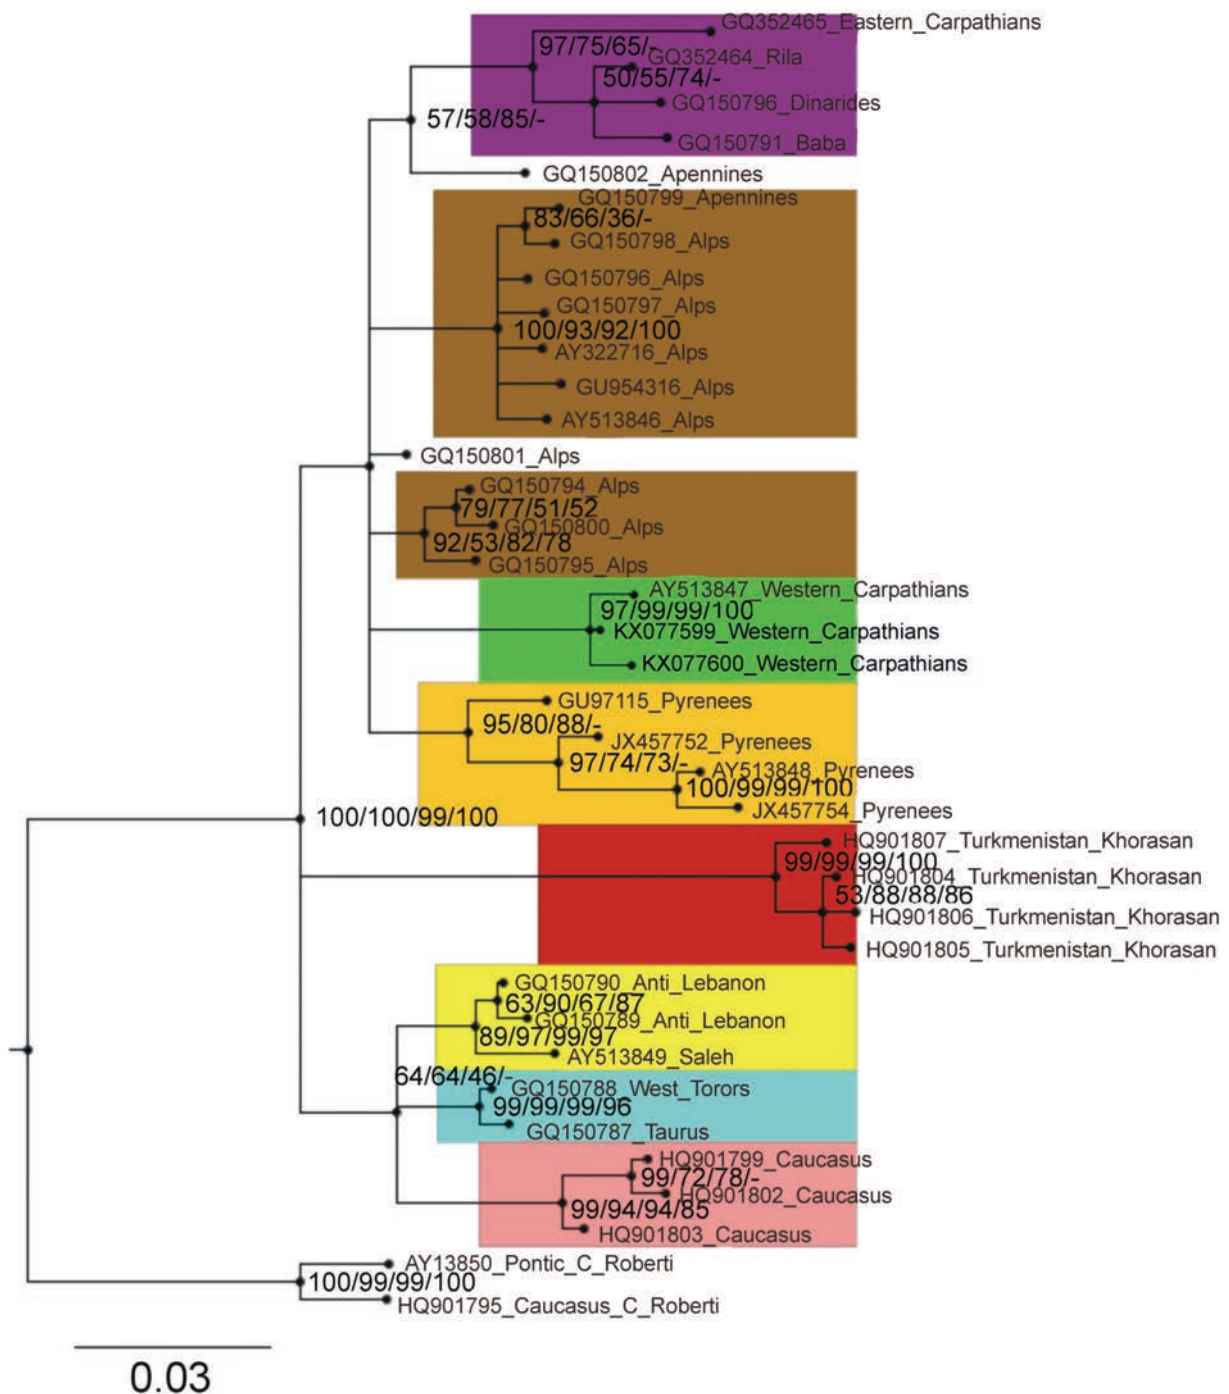 GQ352465_Eastern_Carpathians
97/75/65/-
GQ352464_Rila
50/55/74/-
GQ150796_Dinarides
57/58/85/-
GQ150791_Baba
GQ150802_Apennines
GQ150799_Apennines
83/66/36/-
GQ150798_Alps
GQ150796_Alps
GQ150797_Alps
100/93/92/100
AY322716_Alps
GU954316_Alps
AY513846_Alps
GQ150801_Alps
GQ150794_Alps
79/77/51/52
GQ150800_Alps
92/53/82/78
GQ150795_Alps
AY513847_Western_Carpathians
97/99/99/100
KX077599_Western_Carpathians
KX077600_Western_Carpathians
GU97115_Pyrenees
95/80/88/-
JX457752_Pyrenees
97/74/73/-
AY513848_Pyrenees
100/99/99/100
JX457754_Pyrenees
100/100/99/100
HQ901807_Turkmenistan_Khorasan
99/99/99/100
HQ901804_Turkmenistan_Khorasan
53/88/88/86
HQ901806_Turkmenistan_Khorasan
HQ901805_Turkmenistan_Khorasan
GQ150790_Anti_Lebanon
63/90/67/87
GQ150789_Anti_Lebanon
89/97/99/97
AY513849_Saleh
64/64/46/-
GQ150788_West_Torors
99/99/99/96
GQ150787_Taurus
HQ901799_Caucasus
99/72/78/-
HQ901802_Caucasus
99/94/94/85
HQ901803_Caucasus
AY13850_Pontic_C_Roberti
100/99/99/100
HQ901795_Caucasus_C_Roberti
0.03